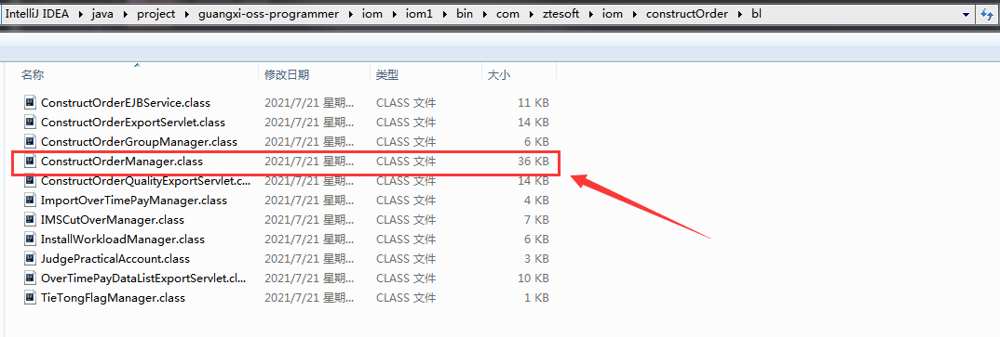 IntelliJ IDEA ▸ java ▸ project ▸ guangxi-oss-programmer ▸ iom ▸ iom1 ▸ bin ▸ com ▸ ztesoft ▸ iom ▸ constructOrder ▸ bl
名称 修改日期 类型 大小
ConstructOrderEJBService.class 2021/7/21 星期... CLASS 文件 11 KB
ConstructOrderExportServlet.class 2021/7/21 星期... CLASS 文件 14 KB
ConstructOrderGroupManager.class 2021/7/21 星期... CLASS 文件 6 KB
ConstructOrderManager.class 2021/7/21 星期... CLASS 文件 36 KB
ConstructOrderQualityExportServlet.c... 2021/7/21 星期... CLASS 文件 14 KB
ImportOverTimePayManager.class 2021/7/21 星期... CLASS 文件 4 KB
IMSCutOverManager.class 2021/7/21 星期... CLASS 文件 7 KB
InstallWorkloadManager.class 2021/7/21 星期... CLASS 文件 6 KB
JudgePracticalAccount.class 2021/7/21 星期... CLASS 文件 3 KB
OverTimePayDataListExportServlet.cl... 2021/7/21 星期... CLASS 文件 10 KB
TieTongFlagManager.class 2021/7/21 星期... CLASS 文件 1 KB